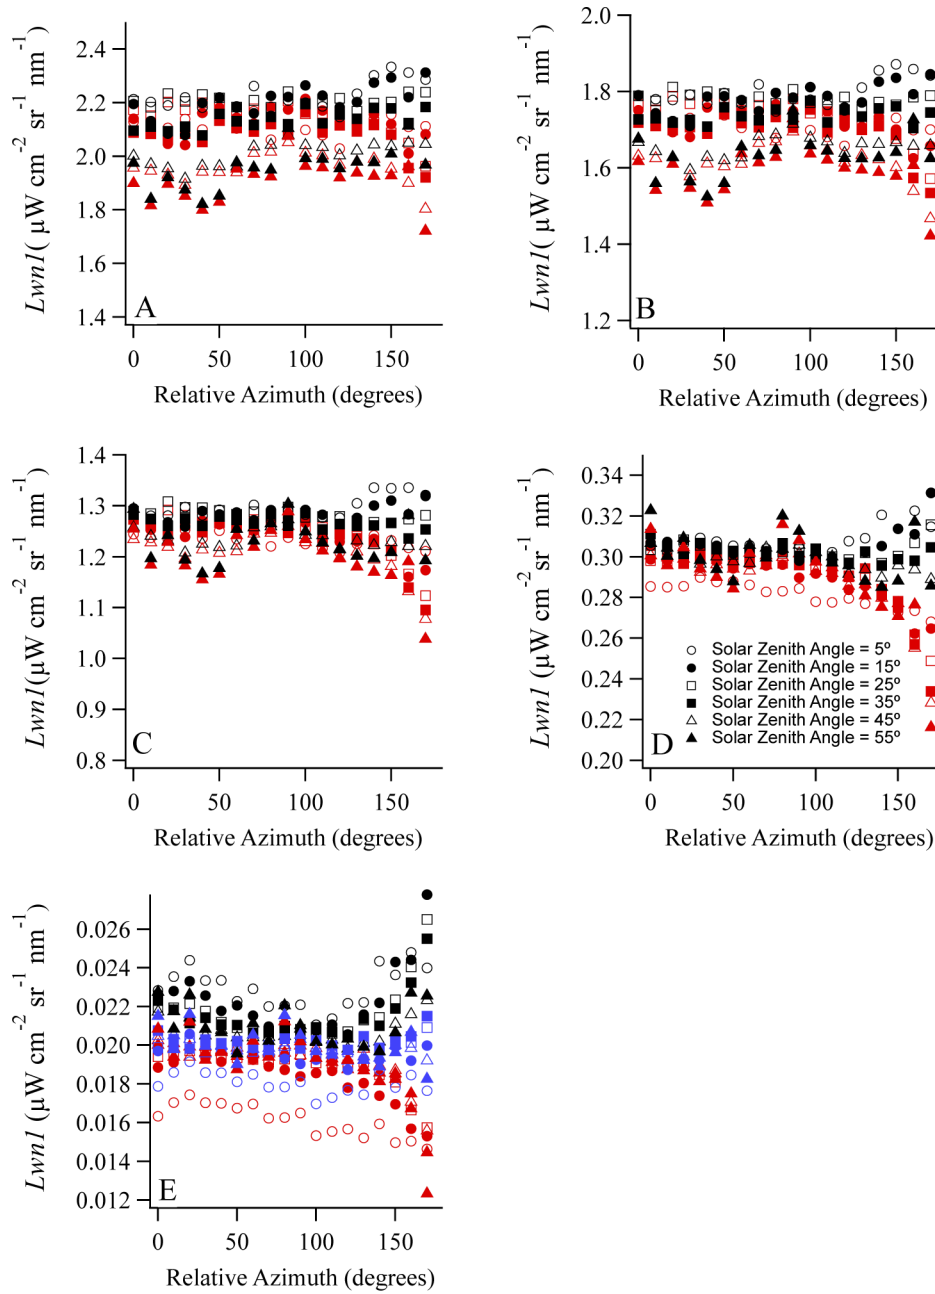 Lwn1( µW cm⁻² sr⁻¹ nm⁻¹)
2.4
2.2
2.0
1.8
1.6
1.4
A
0 50 100 150
Relative Azimuth (degrees)
Lwn1( µW cm⁻² sr⁻¹ nm⁻¹)
2.0
1.8
1.6
1.4
1.2
B
0 50 100 150
Relative Azimuth (degrees)
Lwn1(µW cm⁻² sr⁻¹ nm⁻¹)
1.4
1.3
1.2
1.1
1.0
0.9
0.8
C
0 50 100 150
Relative Azimuth (degrees)
Lwn1 (µW cm⁻² sr⁻¹ nm⁻¹)
0.34
0.32
0.30
0.28
0.26
0.24
0.22
0.20
Solar Zenith Angle = 5º
Solar Zenith Angle = 15º
Solar Zenith Angle = 25º
Solar Zenith Angle = 35º
Solar Zenith Angle = 45º
Solar Zenith Angle = 55º
D
0 50 100 150
Relative Azimuth (degrees)
Lwn1 (µW cm⁻² sr⁻¹ nm⁻¹)
0.026
0.024
0.022
0.020
0.018
0.016
0.014
0.012
E
0 50 100 150
Relative Azimuth (degrees)